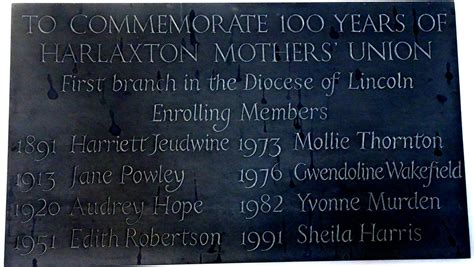 TO COMMEMORATE 100 YEARS OF
HARLAXTON MOTHERS' UNION
First branch in the Diocese of Lincoln
Enrolling Members
1891 Harriett Jeudwine 1973 Mollie Thornton
1913 Jane Powley 1976 Gwendoline Wakefield
1920 Audrey Hope 1982 Yvonne Murden
1951 Edith Robertson 1991 Sheila Harris